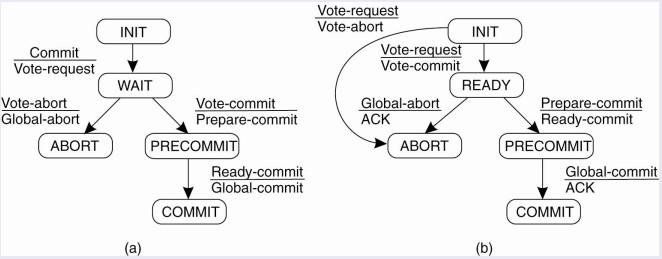 INIT
Commit
Vote-request
WAIT
Vote-abort
Global-abort
Vote-commit
Prepare-commit
ABORT
PRECOMMIT
Ready-commit
Global-commit
COMMIT
(a)
Vote-request
Vote-abort
INIT
Vote-request
Vote-commit
READY
Global-abort
ACK
Prepare-commit
Ready-commit
ABORT
PRECOMMIT
Global-commit
ACK
COMMIT
(b)